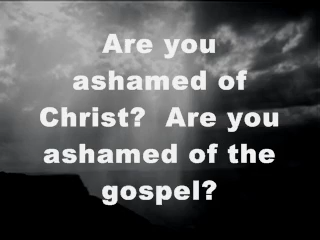 Are you
ashamed of
Christ?  Are you
ashamed of the
gospel?